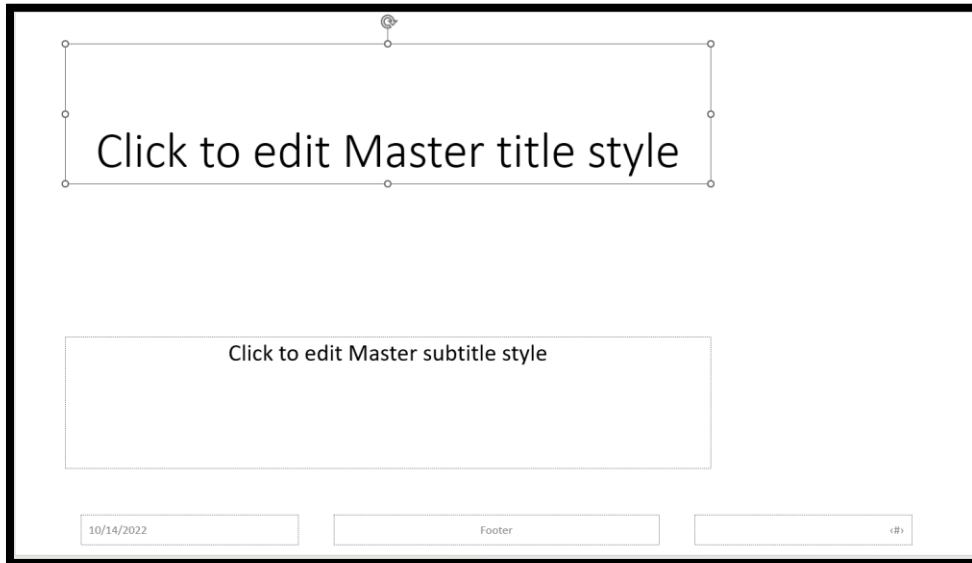 Click to edit Master title style
Click to edit Master subtitle style
10/14/2022
Footer
‹#›